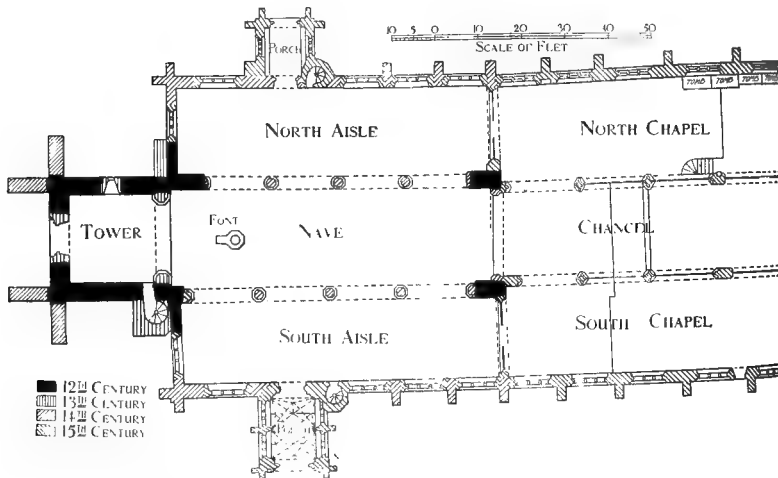 10 5 0 10 20 30 40 50
SCALE OF FEET
PORCH
TOMB TOMB TOMB
NORTH AISLE
NORTH CHAPEL
FONT
TOWER
NAVE
CHANCEL
SOUTH AISLE
SOUTH CHAPEL
12TH CENTURY
13TH CENTURY
14TH CENTURY
15TH CENTURY